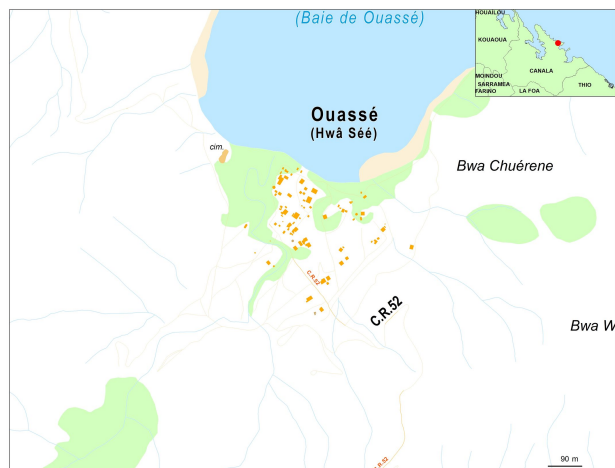 (Baie de Ouassé)
HOUAILOU
KOUAOUA
CANALA
MOINDOU
SARRAMEA
FARINO
LA FOA
THIO
Ouassé
(Hwâ Séé)
cim.
Bwa Chuérene
C.R.52
C.R.52
Bwa W
C.R.52
90 m